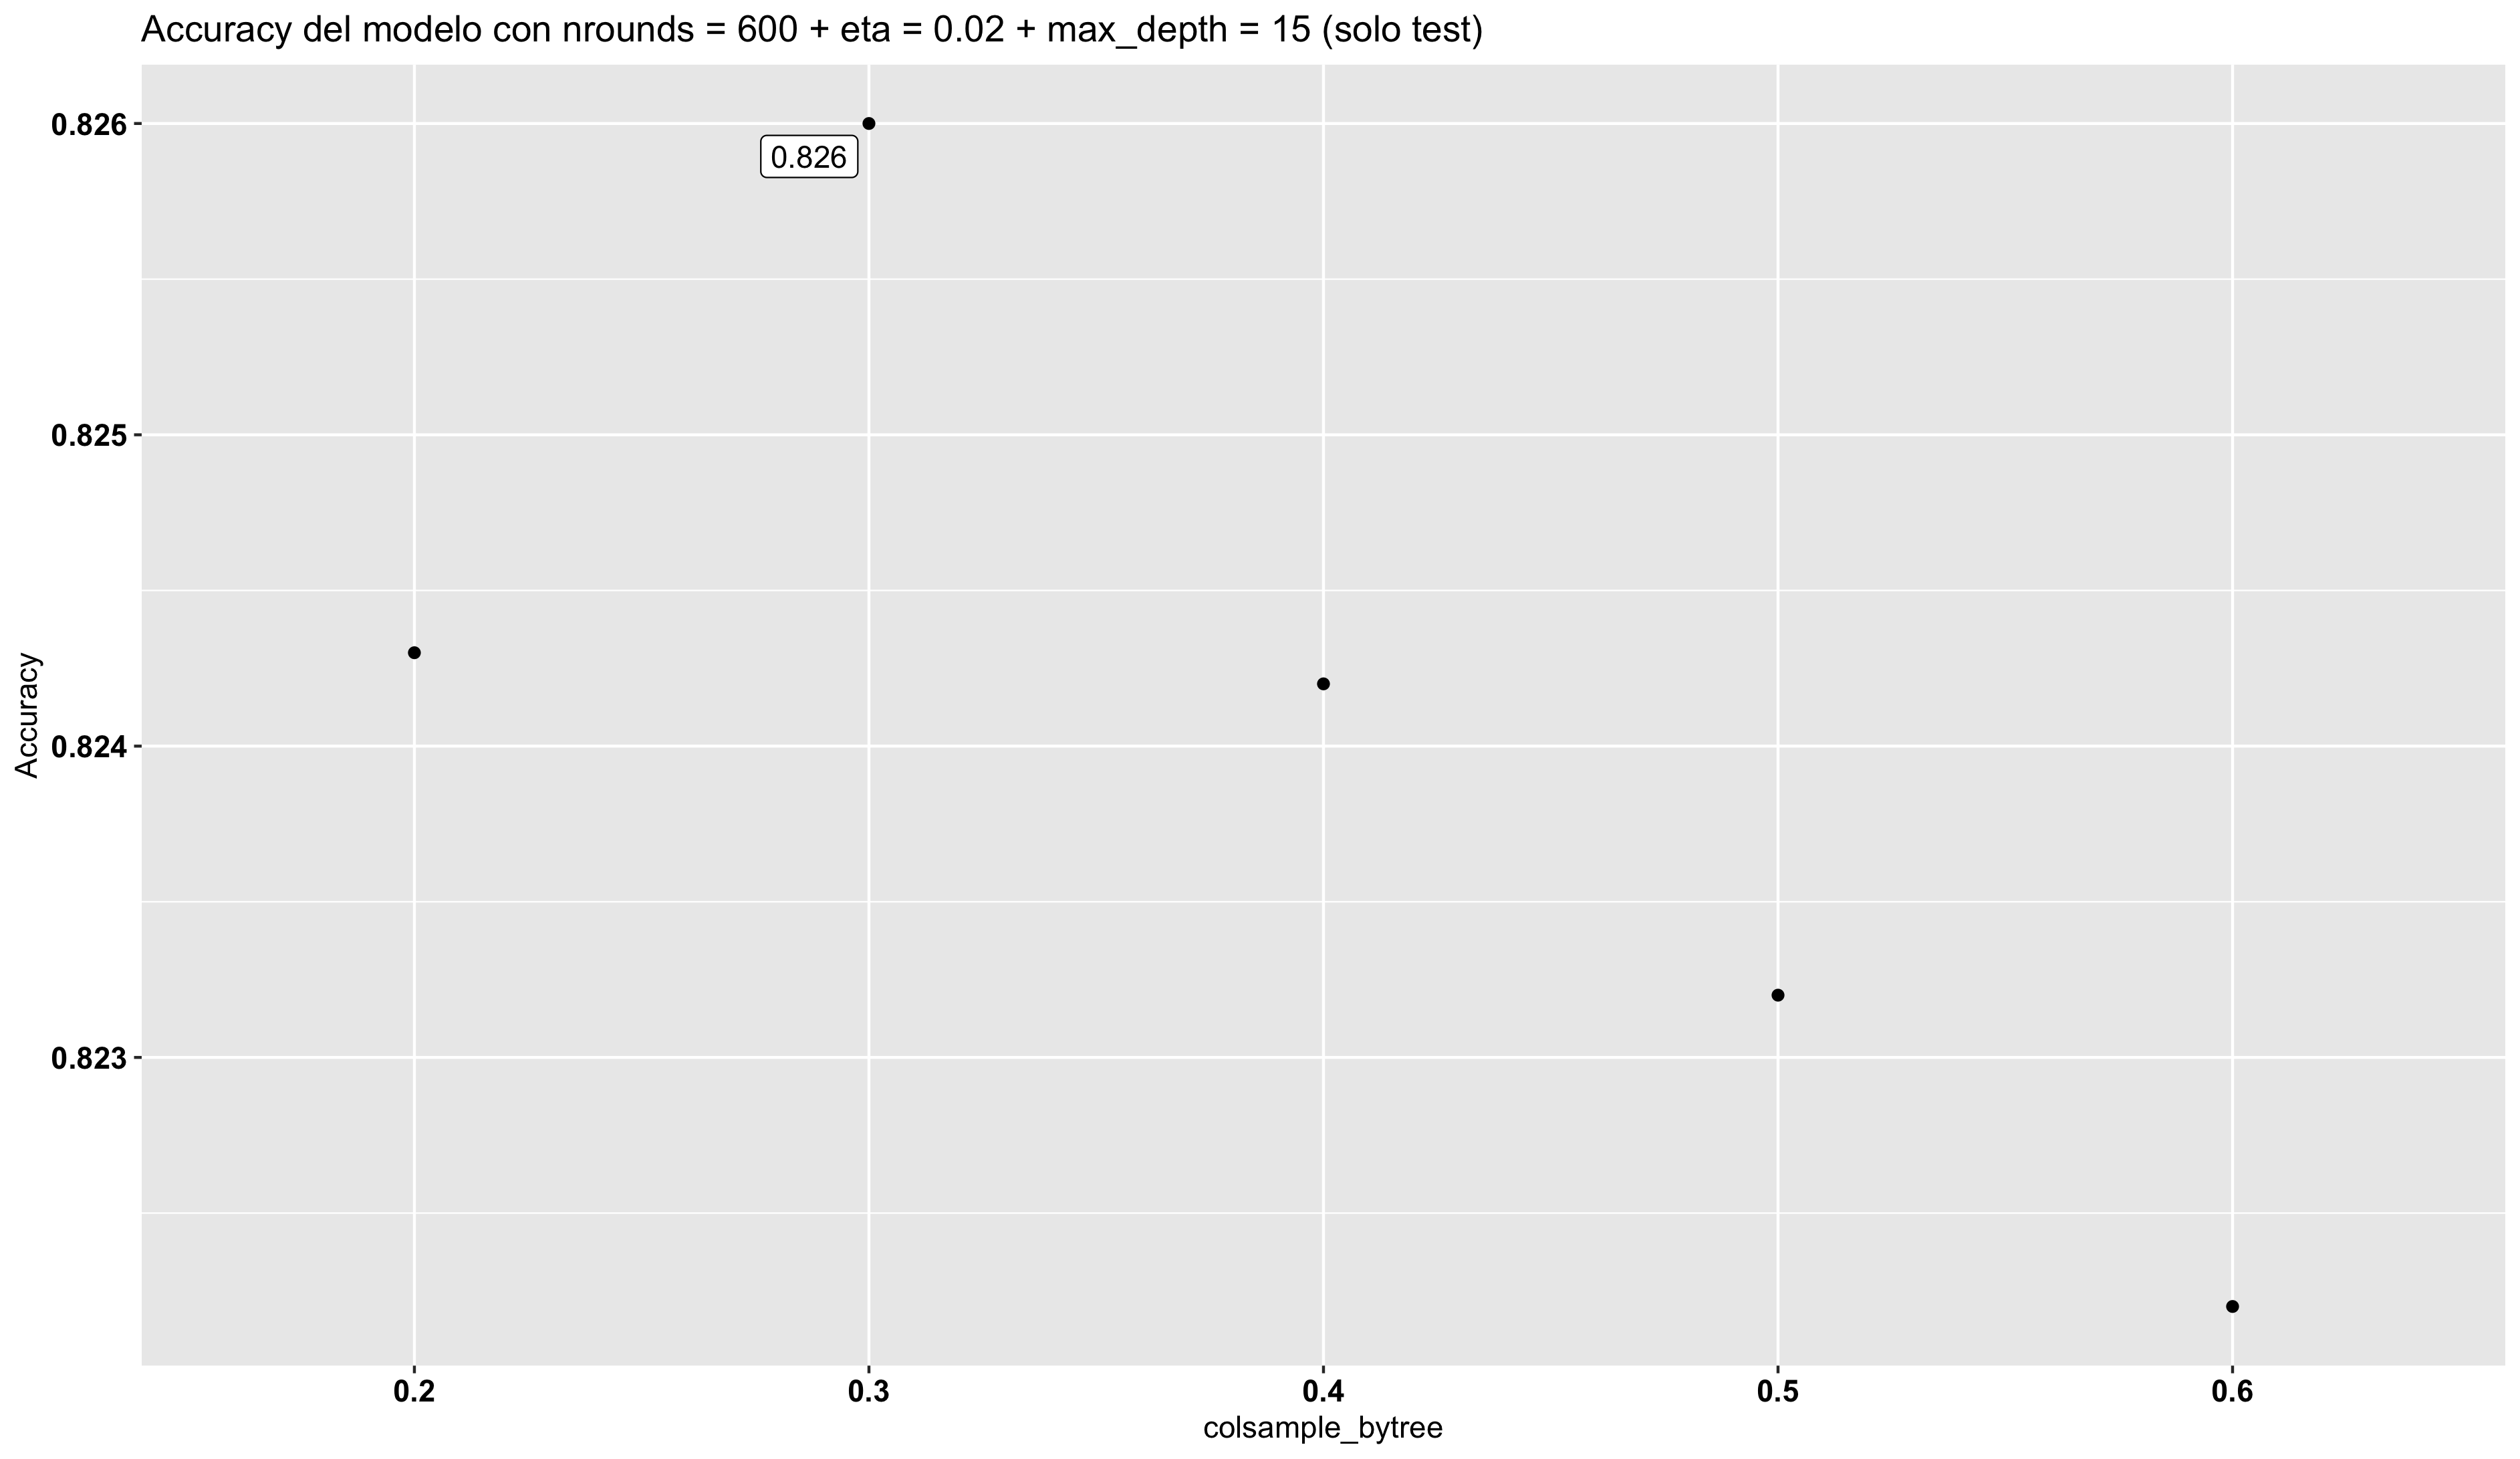 Accuracy del modelo con nrounds = 600 + eta = 0.02 + max_depth = 15 (solo test)
0.826
0.826
0.825
Accuracy
0.824
0.823
0.2 0.3 0.4 0.5 0.6
colsample_bytree